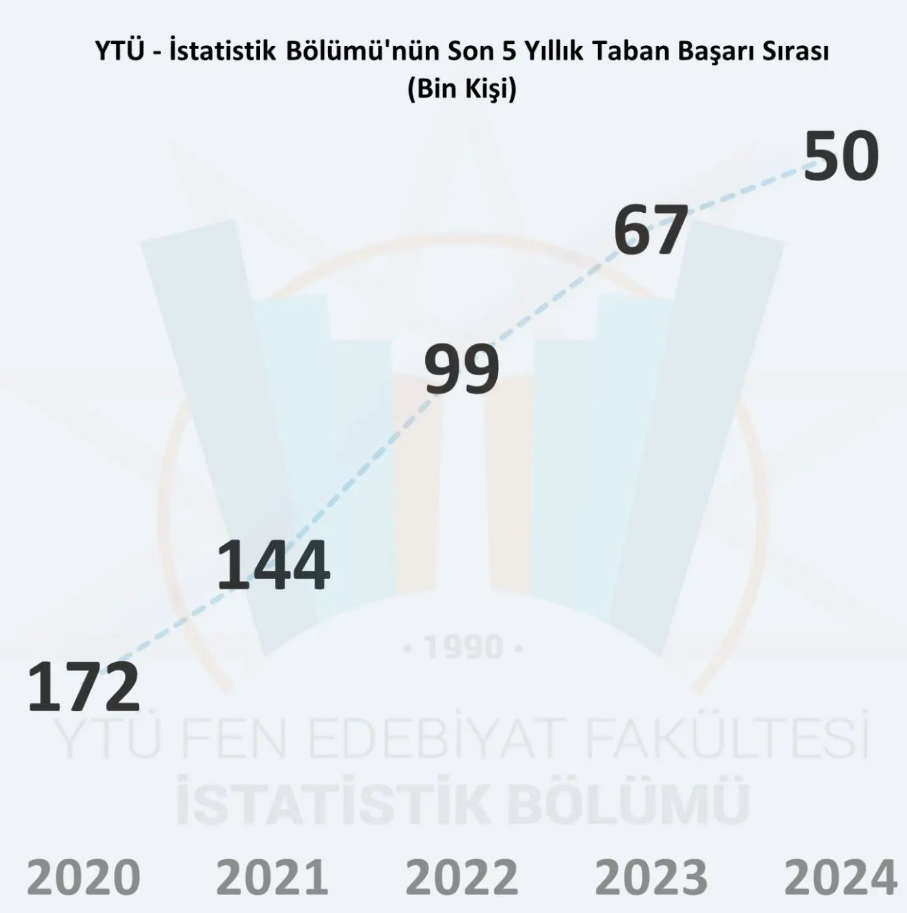 YTÜ - İstatistik Bölümü'nün Son 5 Yıllık Taban Başarı Sırası
(Bin Kişi)
50
67
99
144
172
· 1990 ·
YTÜ FEN EDEBİYAT FAKÜLTESİ
İSTATİSTİK BÖLÜMÜ
2020 2021 2022 2023 2024